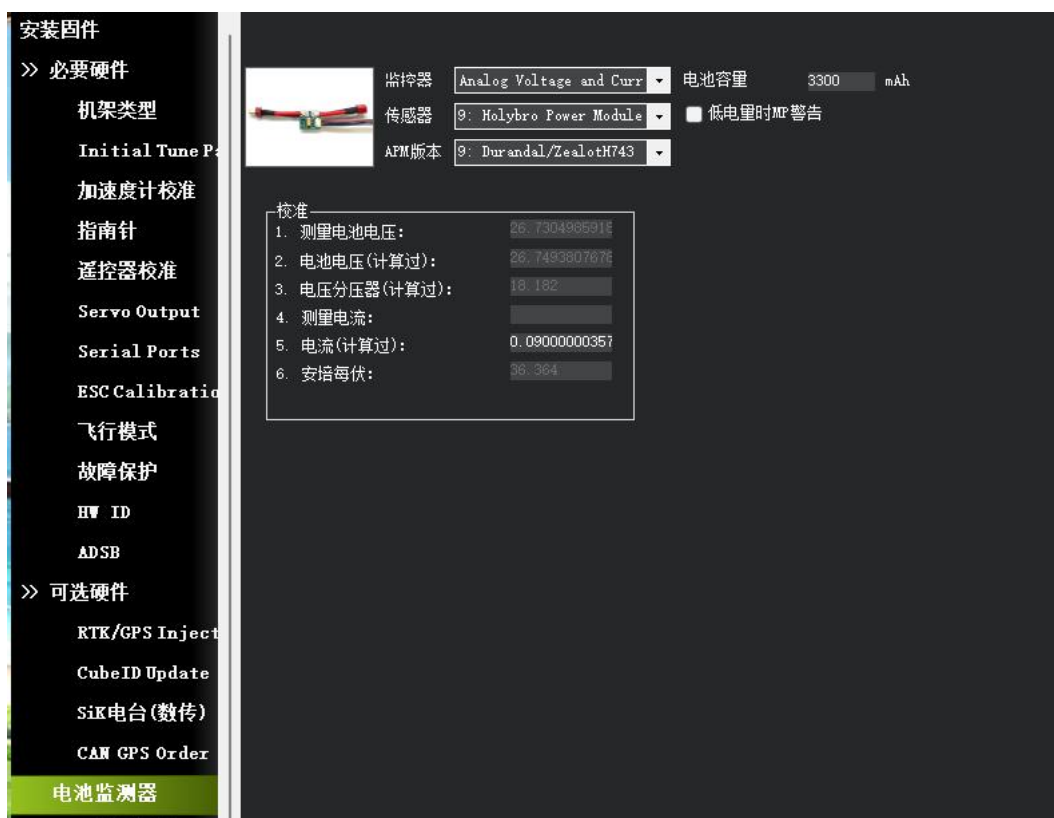 安装固件
>> 必要硬件
机架类型
Initial Tune Pa
加速度计校准
指南针
遥控器校准
Servo Output
Serial Ports
ESC Calibratio
飞行模式
故障保护
HW ID
ADSB
>> 可选硬件
RTK/GPS Inject
CubeID Update
SiK电台(数传)
CAN GPS Order
电池监测器
监控器 Analog Voltage and Curr 电池容量 3300 mAh
传感器 9: Holybro Power Module 低电量时MP警告
APM版本 9: Durandal/ZealotH743
校准
1. 测量电池电压: 26.7304985918
2. 电池电压(计算过): 26.7493807678
3. 电压分压器(计算过): 18.182
4. 测量电流:
5. 电流(计算过): 0.09000000357
6. 安培每伏: 36.364